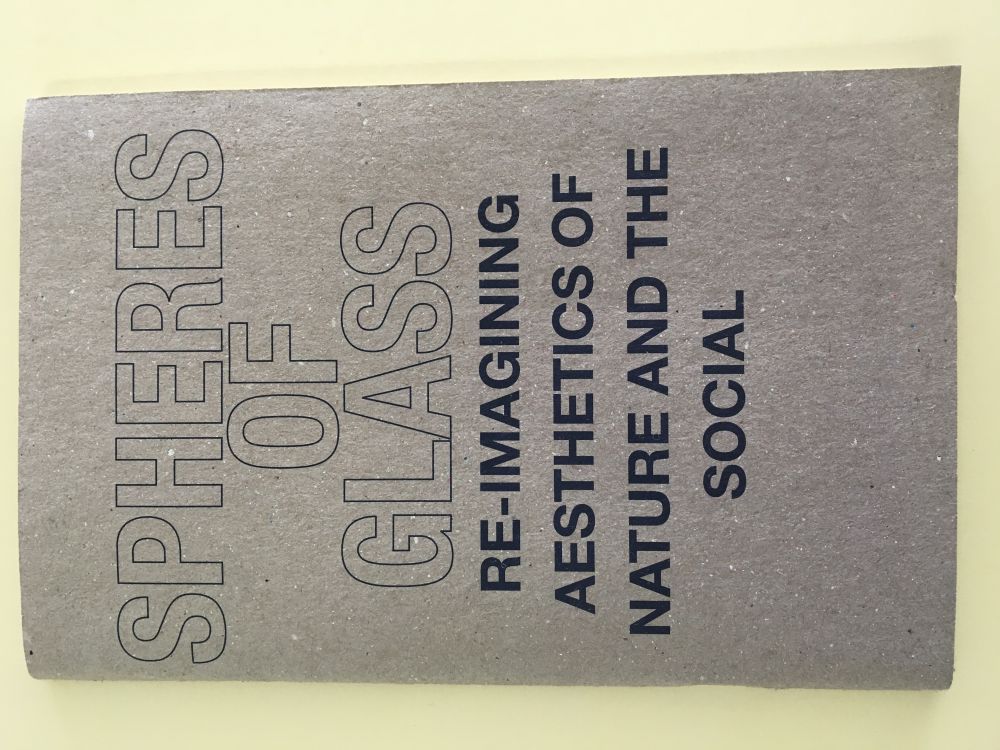 SPHERES
OF
GLASS
RE-IMAGINING
AESTHETICS OF
NATURE AND THE
SOCIAL